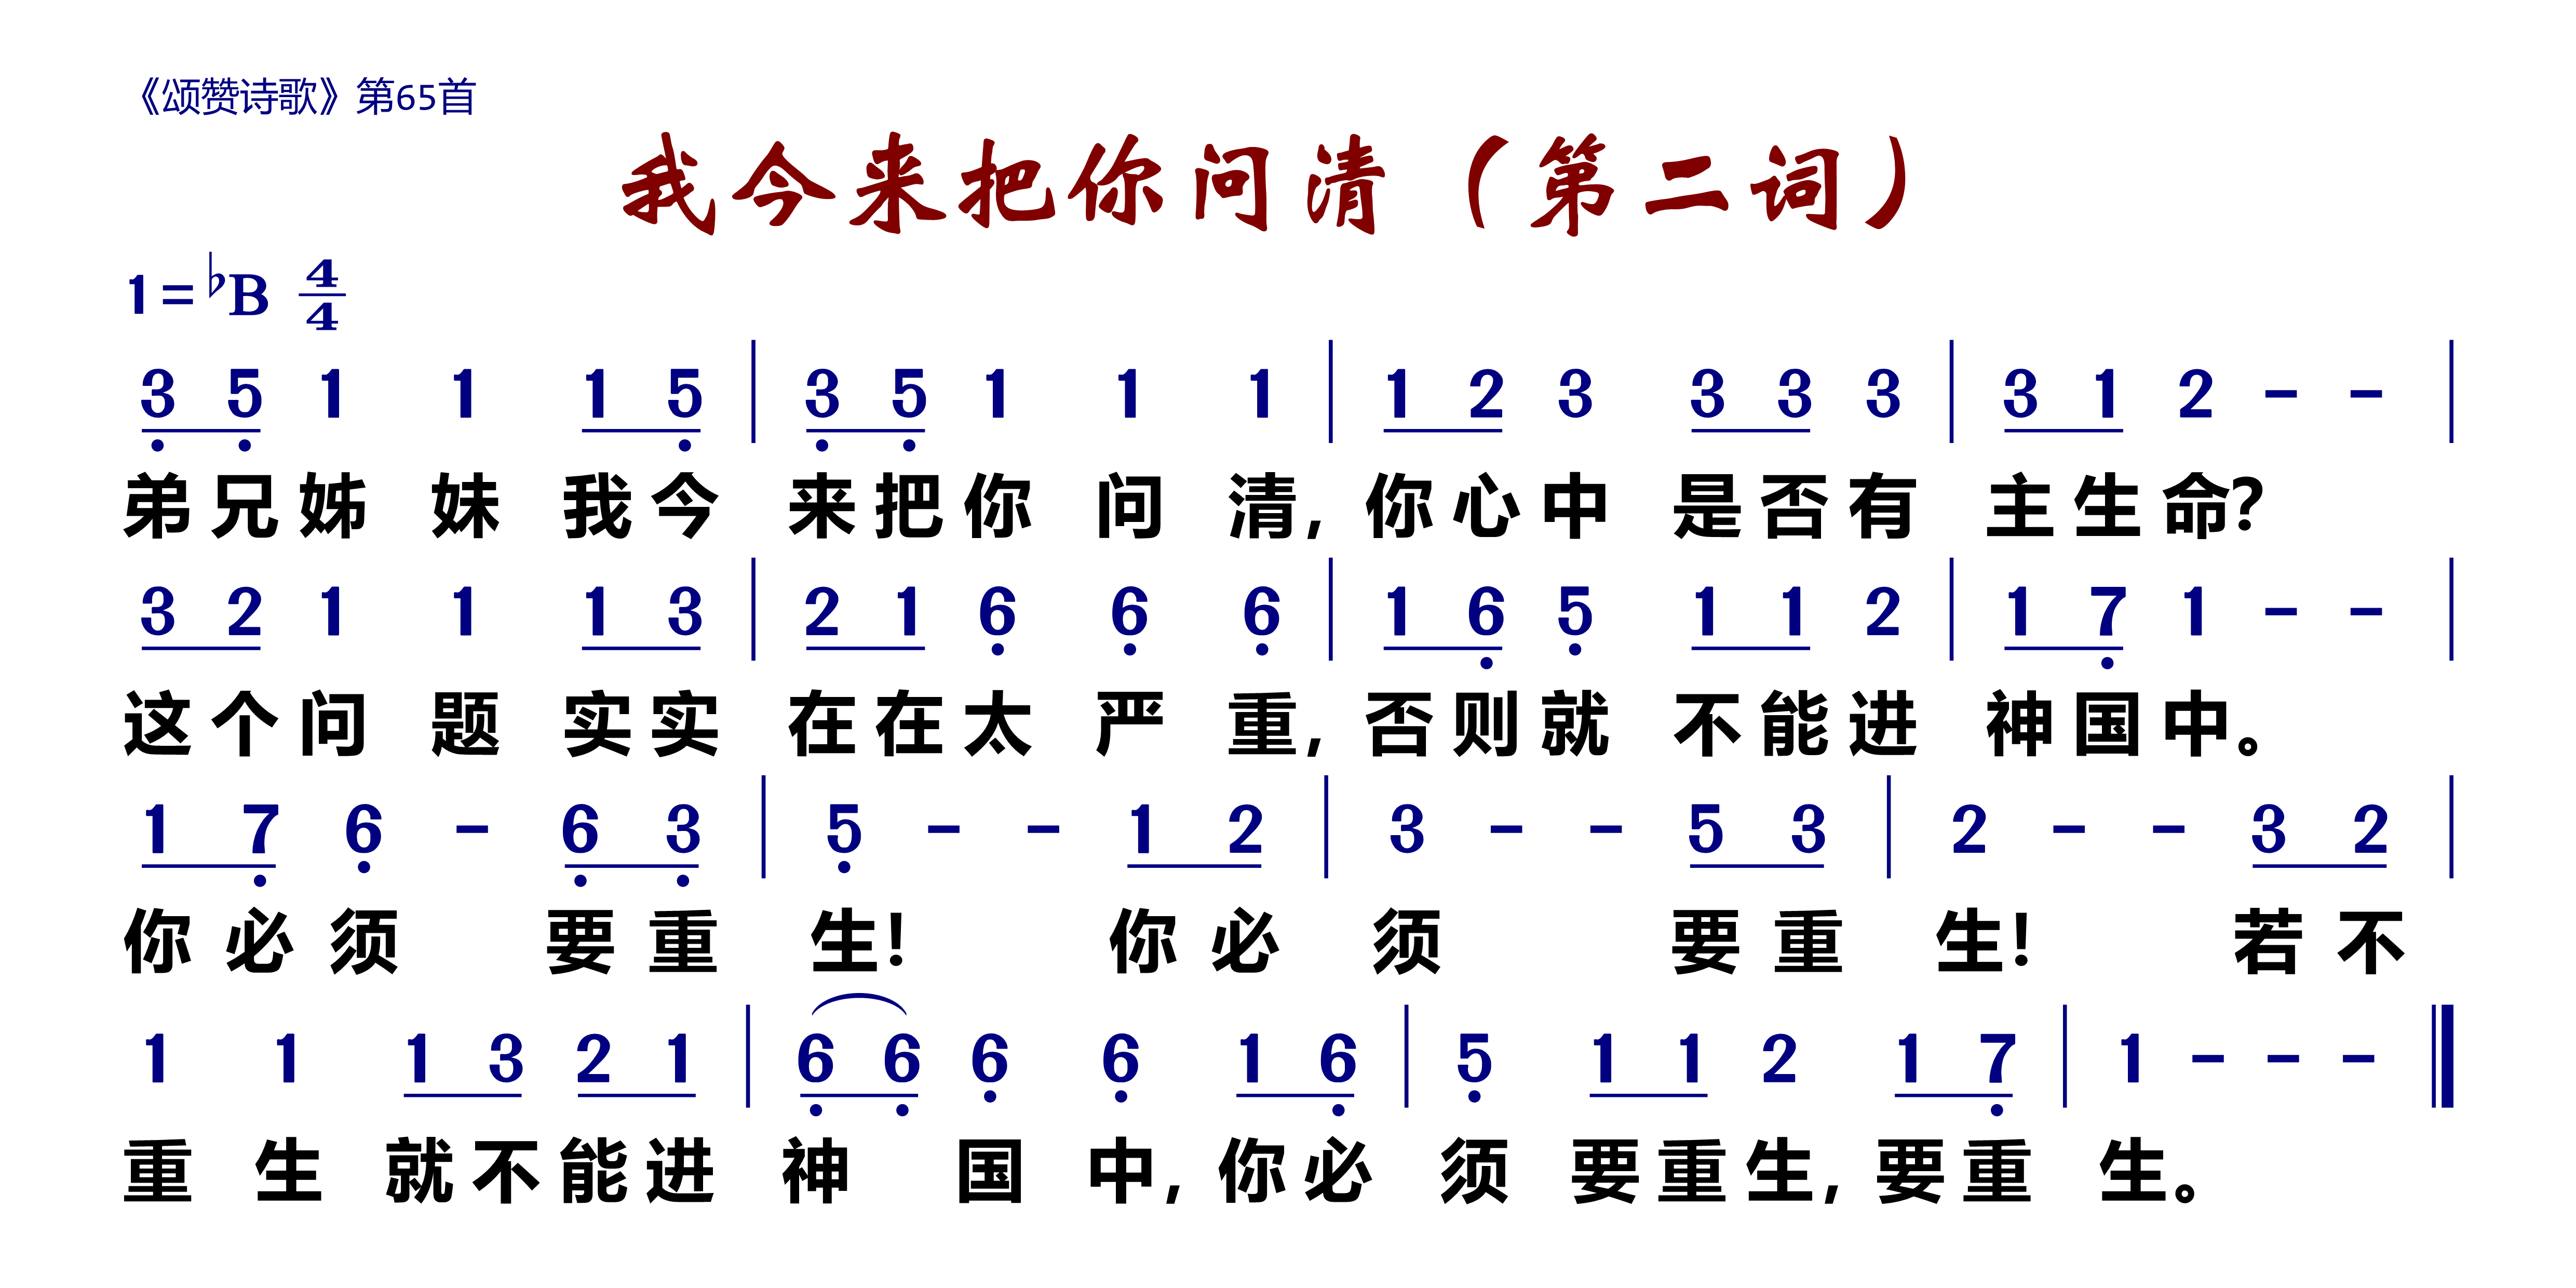 《颂赞诗歌》第65首
我今来把你问清（第二词）
1=♭B 4/4
3̣ 5̣ 1 1 1 5̣ | 3̣ 5̣ 1 1 1 | 1 2 3 3 3 3 | 3 1 2 - - |
弟兄姊妹我今来把你问清，你心中是否有主生命？
3 2 1 1 1 3 | 2 1 6̣ 6̣ 6̣ | 1 6̣ 5̣ 1 1 2 | 1 7̣ 1 - - |
这个问题实实在在太严重，否则就不能进神国中。
1 7̣ 6̣ - 6̣ 3̣ | 5̣ - - 1 2 | 3 - - 5 3 | 2 - - 3 2 |
你必须要重生！你必须要重生！若不
1 1 1 3 2 1 | 6̣ 6̣ 6̣ 6̣ 1 6̣ | 5̣ 1 1 2 1 7̣ | 1 - - - ‖
重生就不能进神国中，你必须要重生，要重生。